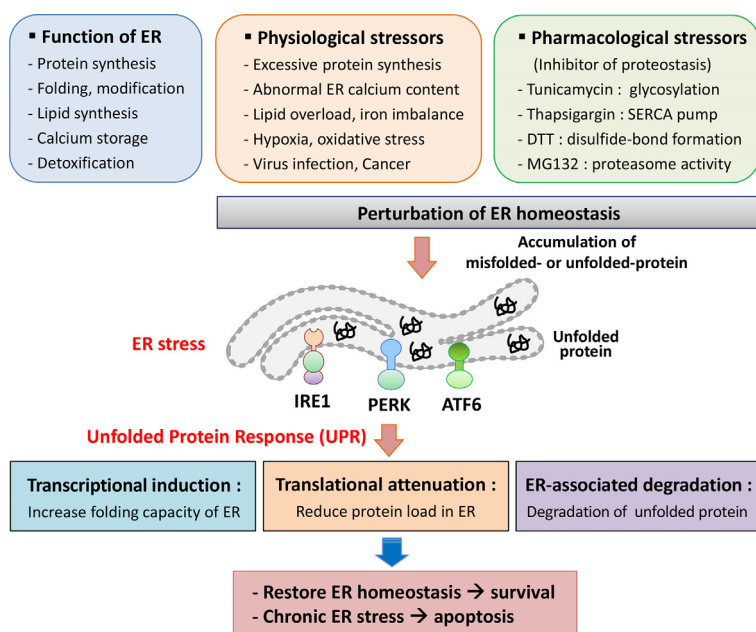 ▪ Function of ER
- Protein synthesis
- Folding, modification
- Lipid synthesis
- Calcium storage
- Detoxification
▪ Physiological stressors
- Excessive protein synthesis
- Abnormal ER calcium content
- Lipid overload, iron imbalance
- Hypoxia, oxidative stress
- Virus infection, Cancer
▪ Pharmacological stressors
(Inhibitor of proteostasis)
- Tunicamycin : glycosylation
- Thapsigargin : SERCA pump
- DTT : disulfide-bond formation
- MG132 : proteasome activity
Perturbation of ER homeostasis
Accumulation of
misfolded- or unfolded-protein
ER stress
Unfolded
protein
IRE1
PERK
ATF6
Unfolded Protein Response (UPR)
Transcriptional induction :
Increase folding capacity of ER
Translational attenuation :
Reduce protein load in ER
ER-associated degradation :
Degradation of unfolded protein
- Restore ER homeostasis → survival
- Chronic ER stress → apoptosis